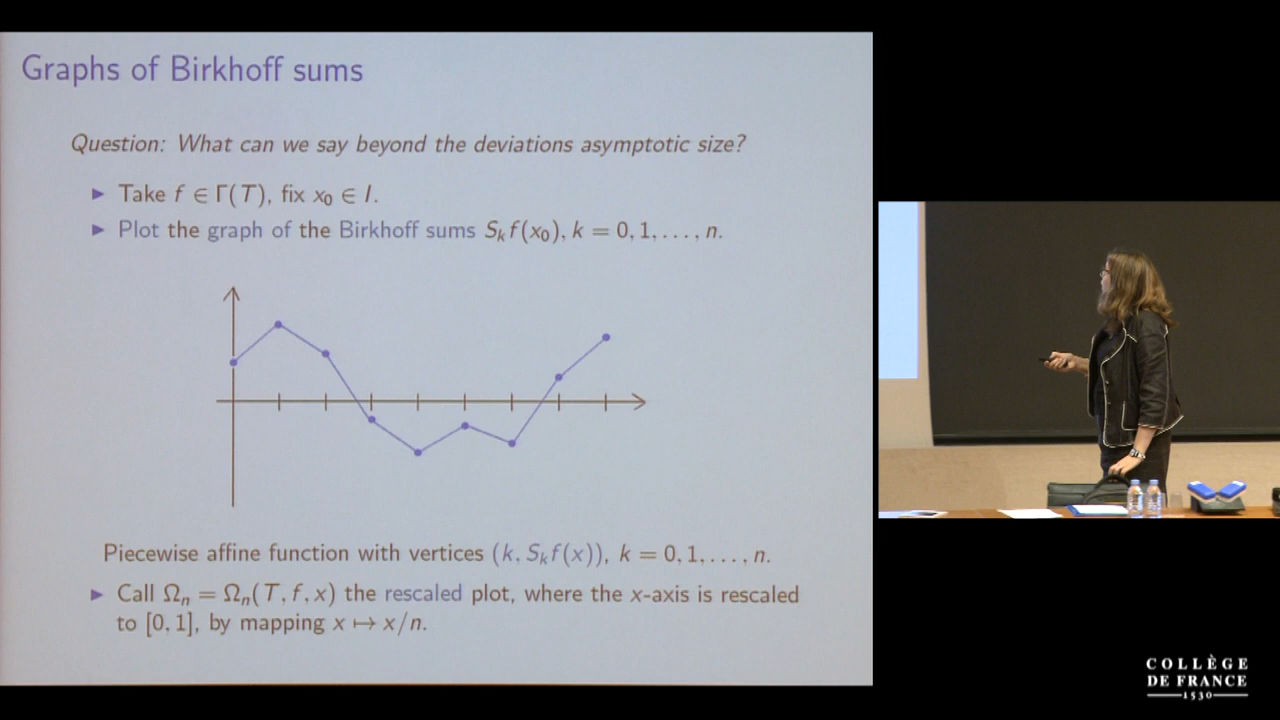 Graphs of Birkhoff sums
Question: What can we say beyond the deviations asymptotic size?
▶ Take f ∈ Γ(T), fix x₀ ∈ I.
▶ Plot the graph of the Birkhoff sums Sₖf(x₀), k = 0, 1, . . . , n.
Piecewise affine function with vertices (k, Sₖf(x)), k = 0, 1, . . . , n.
▶ Call Ωₙ = Ωₙ(T, f, x) the rescaled plot, where the x-axis is rescaled
to [0, 1], by mapping x ↦ x/n.
COLLÈGE
DE FRANCE
1530